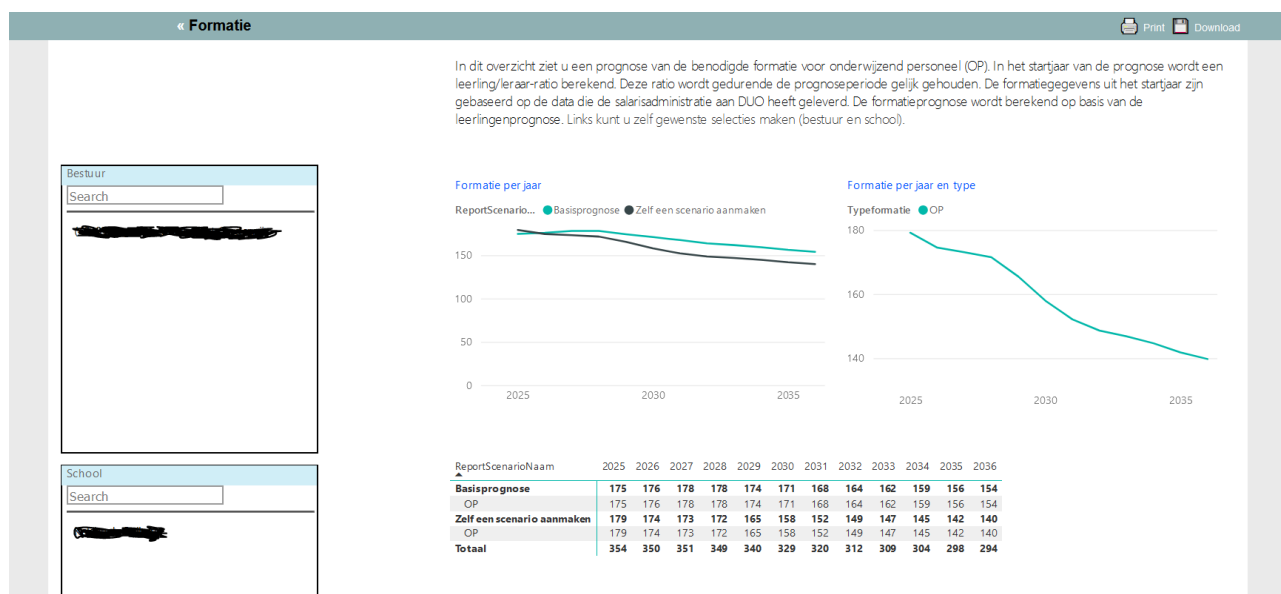 « Formatie
Print Download
In dit overzicht ziet u een prognose van de benodigde formatie voor onderwijzend personeel (OP). In het startjaar van de prognose wordt een
leerling/leraar-ratio berekend. Deze ratio wordt gedurende de prognoseperiode gelijk gehouden. De formatiegegevens uit het startjaar zijn
gebaseerd op de data die de salarisadministratie aan DUO heeft geleverd. De formatieprognose wordt berekend op basis van de
leerlingenprognose. Links kunt u zelf gewenste selecties maken (bestuur en school).
Bestuur
Search
School
Search
Formatie per jaar
ReportScenario... Basisprognose Zelf een scenario aanmaken
150
100
50
0
2025 2030 2035
Formatie per jaar en type
Typeformatie OP
180
160
140
2025 2030 2035
ReportScenarioNaam 2025 2026 2027 2028 2029 2030 2031 2032 2033 2034 2035 2036
Basisprognose 175 176 178 178 174 171 168 164 162 159 156 154
OP 175 176 178 178 174 171 168 164 162 159 156 154
Zelf een scenario aanmaken 179 174 173 172 165 158 152 149 147 145 142 140
OP 179 174 173 172 165 158 152 149 147 145 142 140
Totaal 354 350 351 349 340 329 320 312 309 304 298 294